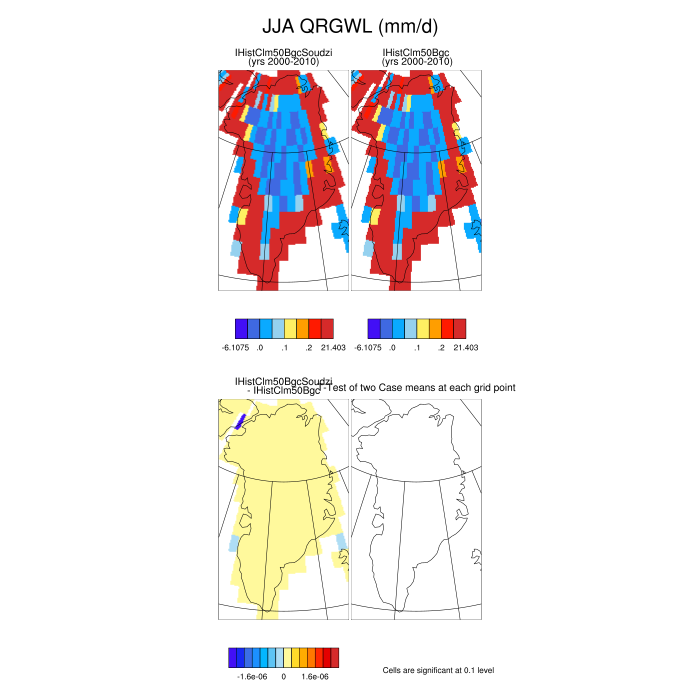 JJA QRGWL (mm/d)
IHistClm50BgcSoudzi
(yrs 2000-2010)
IHistClm50Bgc
(yrs 2000-2010)
-6.1075 .0 .1 .2 21.403
-6.1075 .0 .1 .2 21.403
IHistClm50BgcSoudzi
- IHistClm50Bgc
T-Test of two Case means at each grid point
-1.6e-06 0 1.6e-06
Cells are significant at 0.1 level